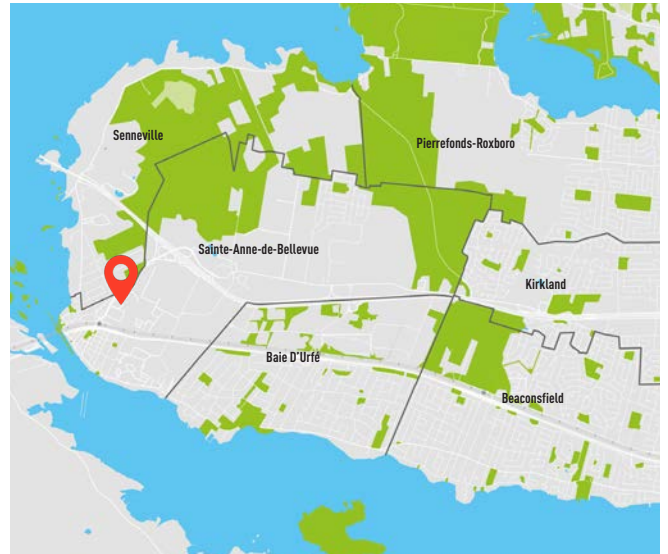 Senneville
Pierrefonds-Roxboro
Sainte-Anne-de-Bellevue
Kirkland
Baie D'Urfé
Beaconsfield